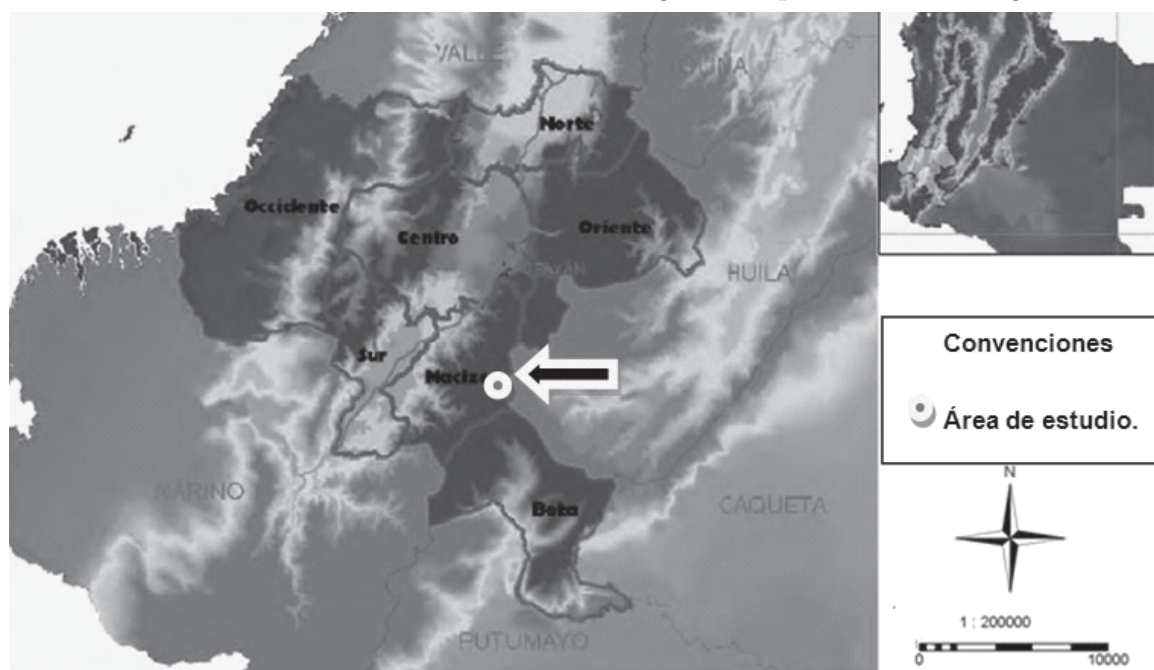 VALLE
Norte
Occidente
Centro
Oriente
HUILA
Sur
Macizo
NARIÑO
Bota
CAQUETA
PUTUMAYO
Convenciones
Área de estudio.
N
1 : 200000
0
10000